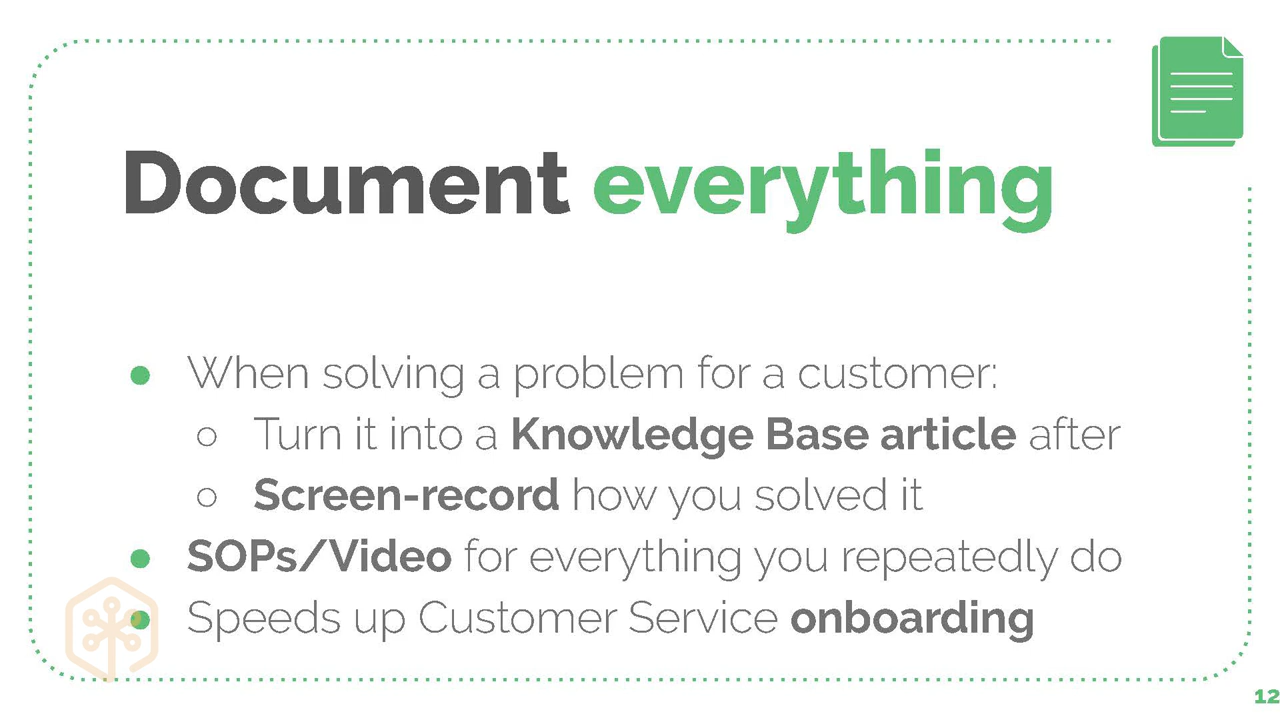 Document everything
● When solving a problem for a customer:
○ Turn it into a Knowledge Base article after
○ Screen-record how you solved it
● SOPs/Video for everything you repeatedly do
● Speeds up Customer Service onboarding
12